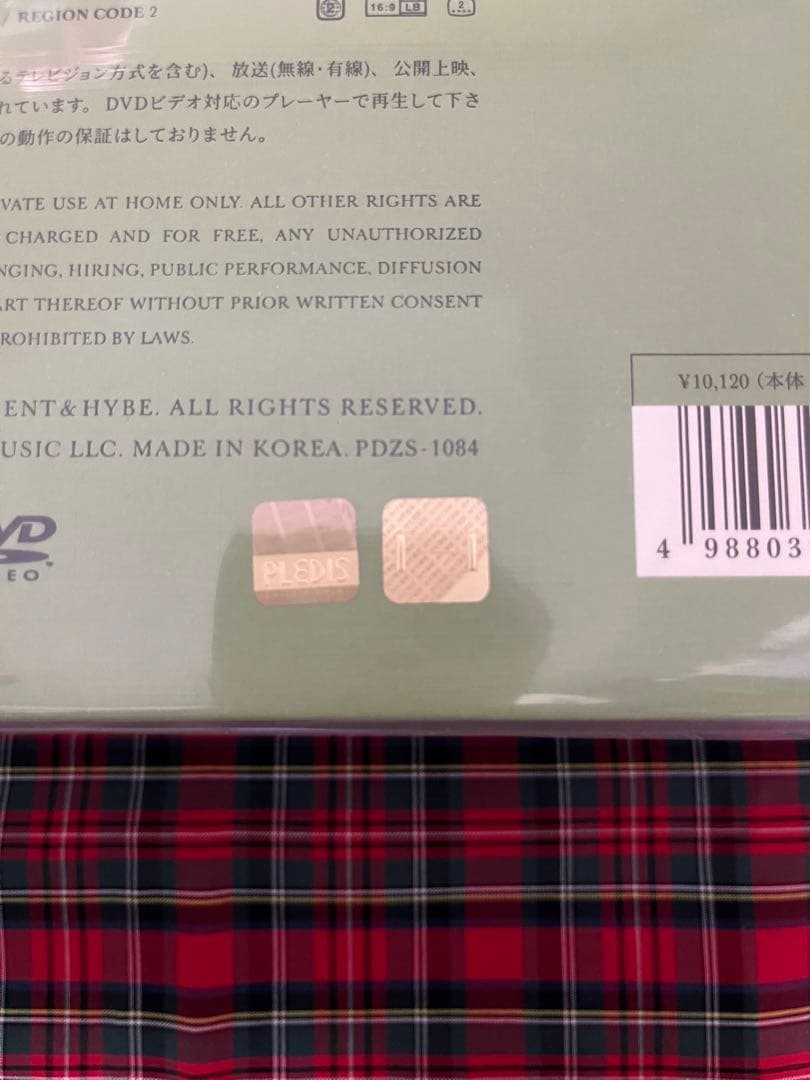 REGION CODE 2
2 16:9 LB 2
るテレビジョン方式を含む)、放送(無線・有線)、公開上映、
れています。DVDビデオ対応のプレーヤーで再生して下さ
の動作の保証はしておりません。
VATE USE AT HOME ONLY. ALL OTHER RIGHTS ARE
CHARGED AND FOR FREE, ANY UNAUTHORIZED
NGING, HIRING, PUBLIC PERFORMANCE, DIFFUSION
ART THEREOF WITHOUT PRIOR WRITTEN CONSENT
ROHIBITED BY LAWS.
ENT & HYBE. ALL RIGHTS RESERVED.
USIC LLC. MADE IN KOREA. PDZS-1084
¥10,120(本体
4 98803
VD
EO
PLEDIS